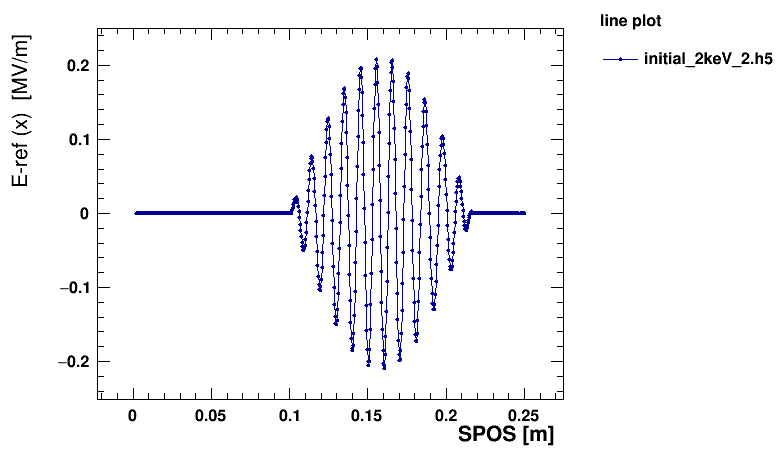 line plot
initial_2keV_2.h5
E-ref (x) [MV/m]
0.2
0.1
0
−0.1
−0.2
0 0.05 0.1 0.15 0.2 0.25
SPOS [m]